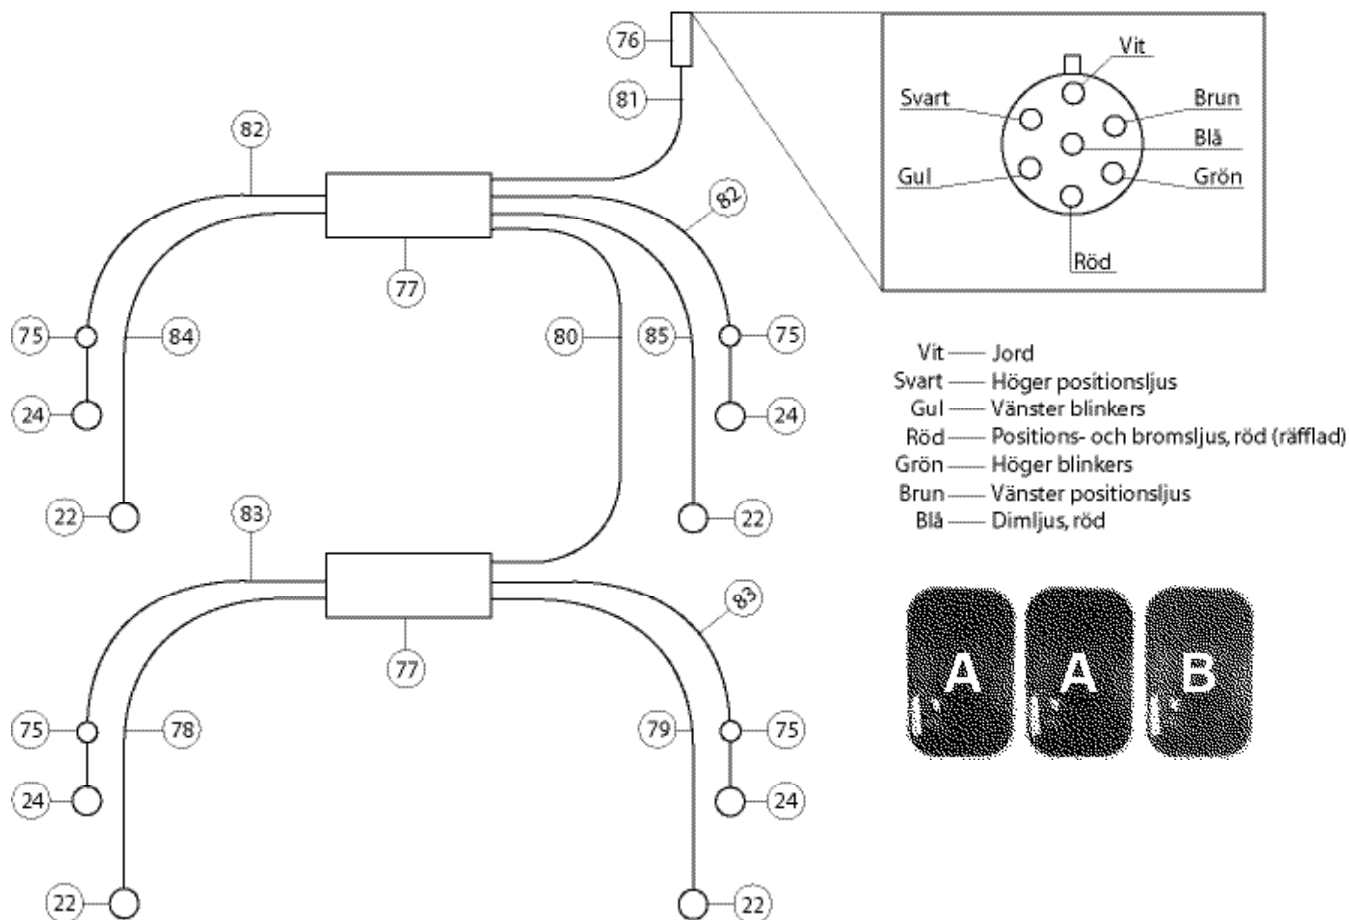 76
Vit
Svart
Brun
81
82
Blå
Gul
Grön
82
Röd
77
75
84
80
85
75
Vit Jord
Svart Höger positionsljus
Gul Vänster blinkers
24
24
Röd Positions- och bromsljus, röd (räfflad)
Grön Höger blinkers
Brun Vänster positionsljus
22
22
Blå Dimljus, röd
83
83
77
A A B
75
78
79
75
24
24
22
22